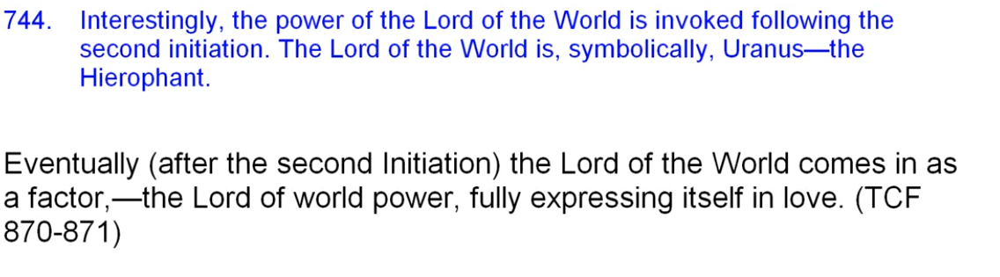 744. Interestingly, the power of the Lord of the World is invoked following the
second initiation. The Lord of the World is, symbolically, Uranus—the
Hierophant.
Eventually (after the second Initiation) the Lord of the World comes in as
a factor,—the Lord of world power, fully expressing itself in love. (TCF
870-871)